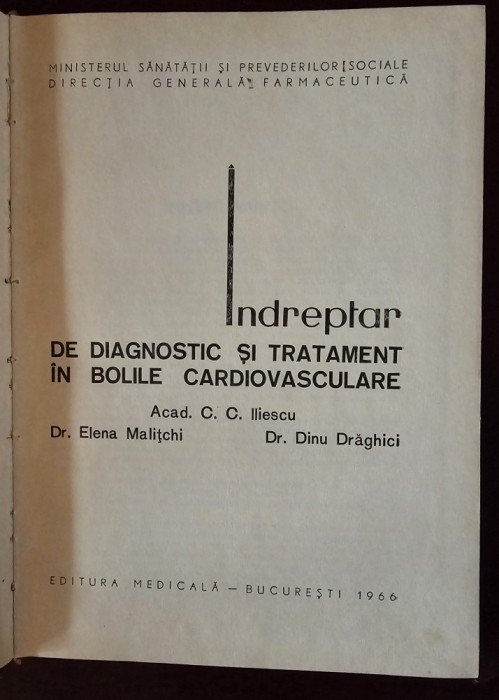 MINISTERUL SĂNĂTĂȚII ȘI PREVEDERILOR SOCIALE
DIRECȚIA GENERALĂ FARMACEUTICĂ
Îndreptar
DE DIAGNOSTIC ȘI TRATAMENT
ÎN BOLILE CARDIOVASCULARE
Acad. C. C. Iliescu
Dr. Elena Malițchi Dr. Dinu Drăghici
EDITURA MEDICALĂ — BUCUREȘTI 1966